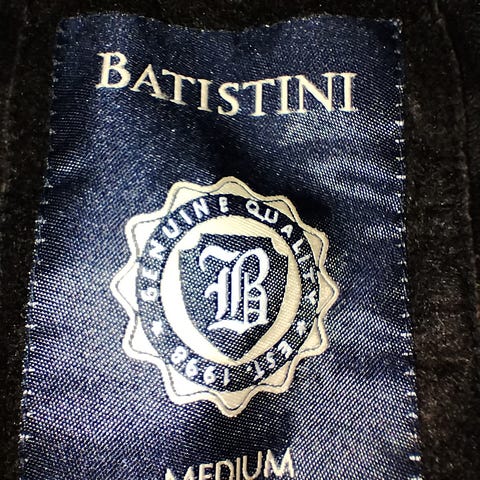 BATISTINI
GENUINE QUALITY
B
EST. 1998
MEDIUM